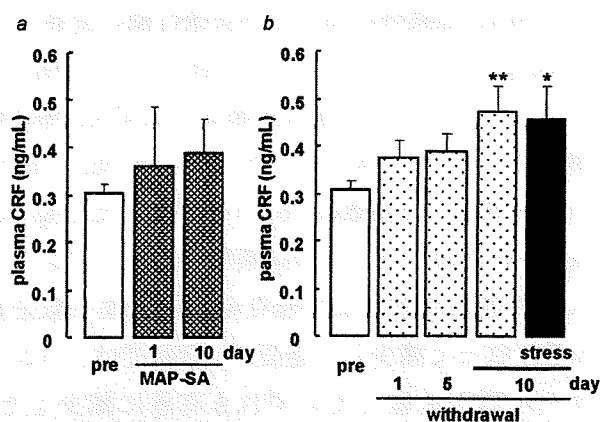 a
plasma CRF (ng/mL)
0.6
0.5
0.4
0.3
0.2
0.1
0
pre
1
10 day
MAP-SA
b
pasma CRF (ng/mL)
0.6
0.5
0.4
0.3
0.2
0.1
0
**
*
stress
pre
1
5
10
day
withdrawal